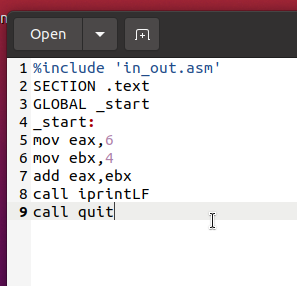 Open
1 %include 'in_out.asm'
2 SECTION .text
3 GLOBAL _start
4 _start:
5 mov eax,6
6 mov ebx,4
7 add eax,ebx
8 call iprintLF
9 call quit